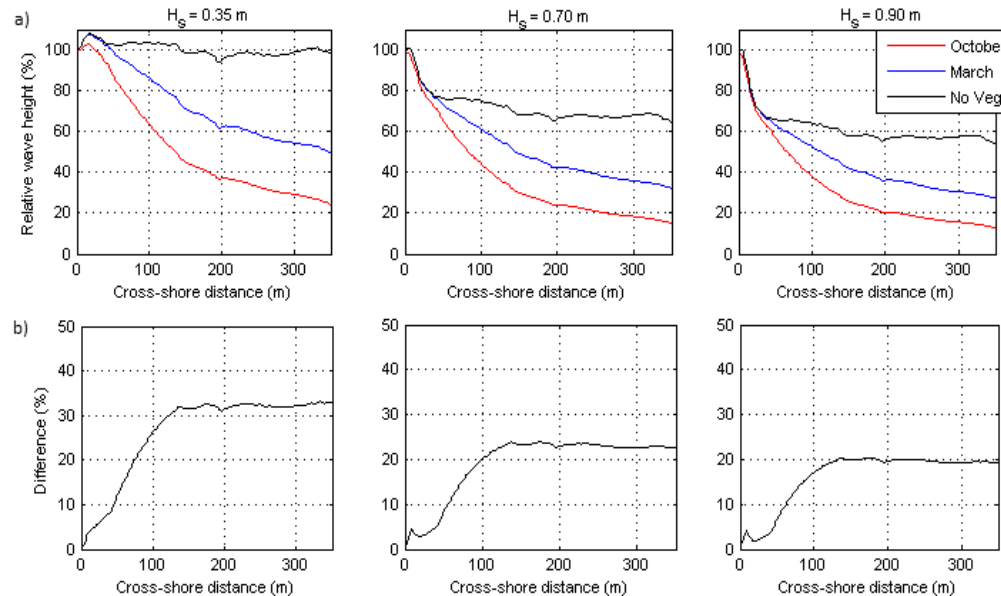 a)
H_s = 0.35 m
H_s = 0.70 m
H_s = 0.90 m
Octobe
March
No Veg
Relative wave height (%)
100
80
60
40
20
0
0 100 200 300
Cross-shore distance (m)
100
80
60
40
20
0
0 100 200 300
Cross-shore distance (m)
100
80
60
40
20
0
0 100 200 300
Cross-shore distance (m)
b)
Difference (%)
50
40
30
20
10
0
0 100 200 300
Cross-shore distance (m)
50
40
30
20
10
0
0 100 200 300
Cross-shore distance (m)
50
40
30
20
10
0
0 100 200 300
Cross-shore distance (m)